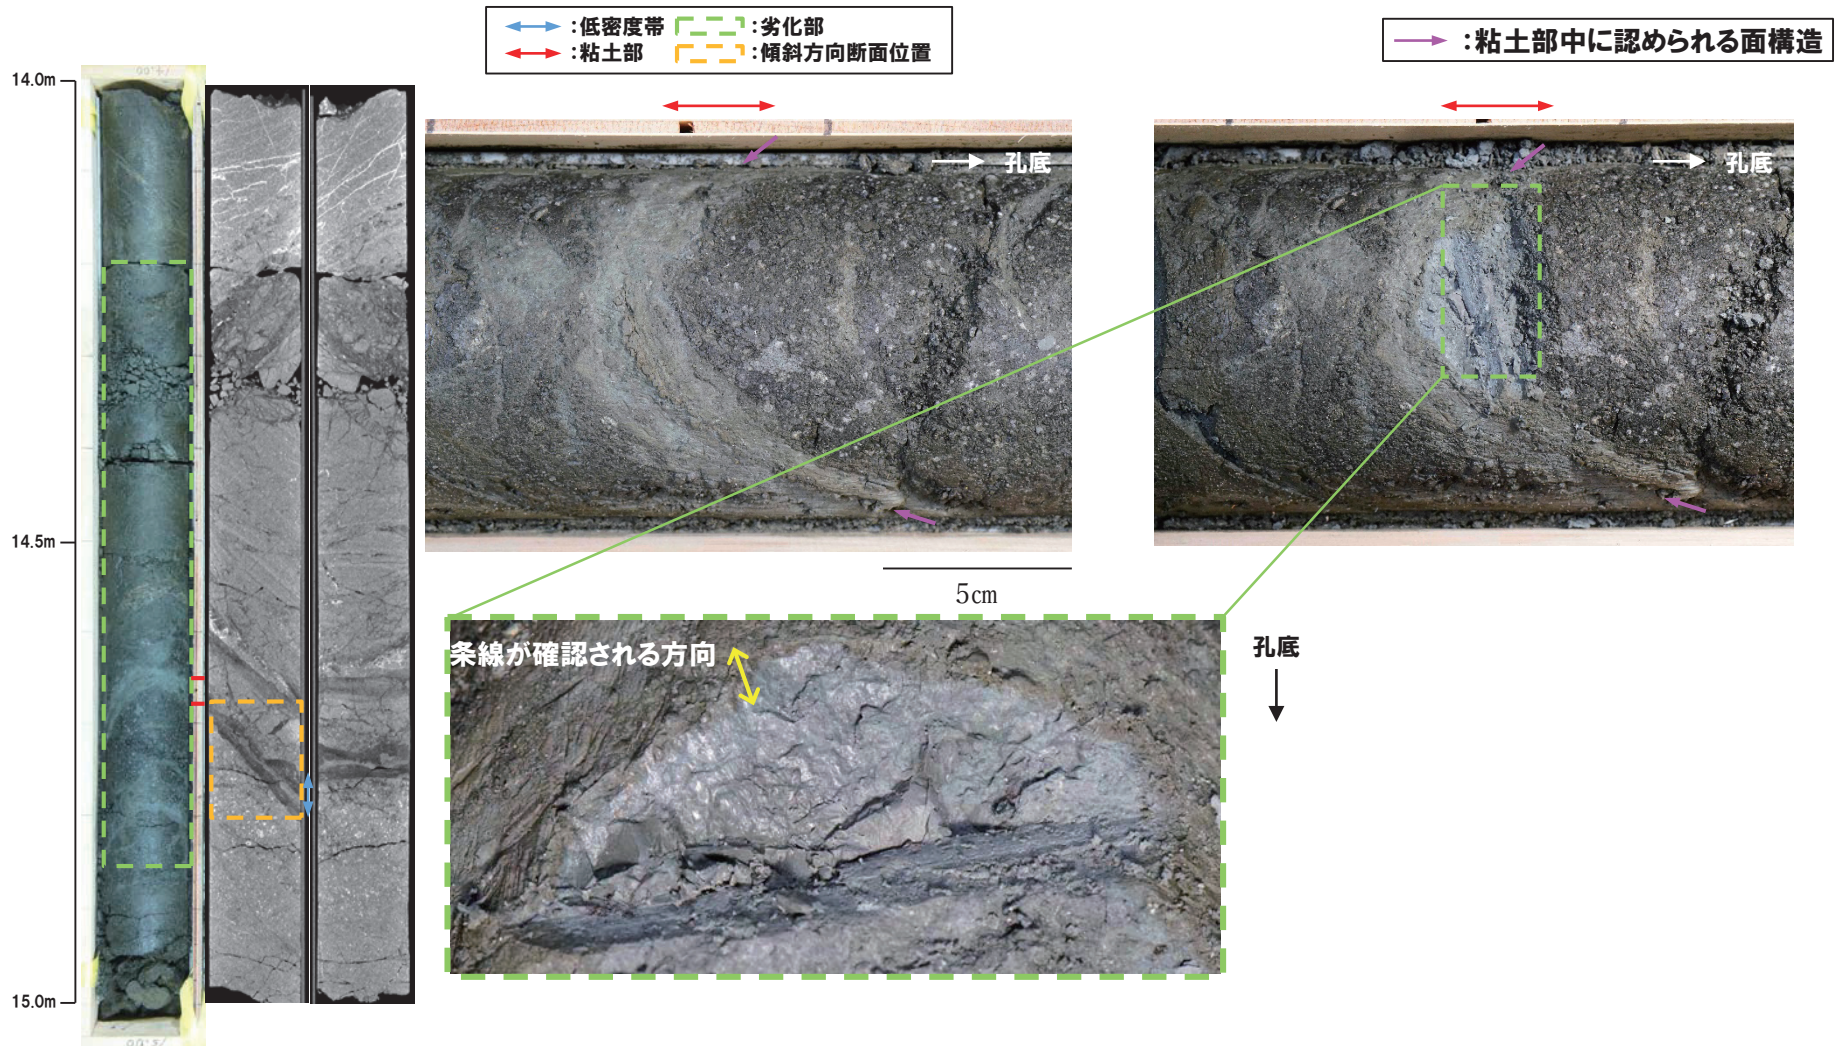 :低密度帯 :劣化部
:粘土部 :傾斜方向断面位置
:粘土部中に認められる面構造
14.0m
14.5m
15.0m
孔底
孔底
5cm
条線が確認される方向
孔底